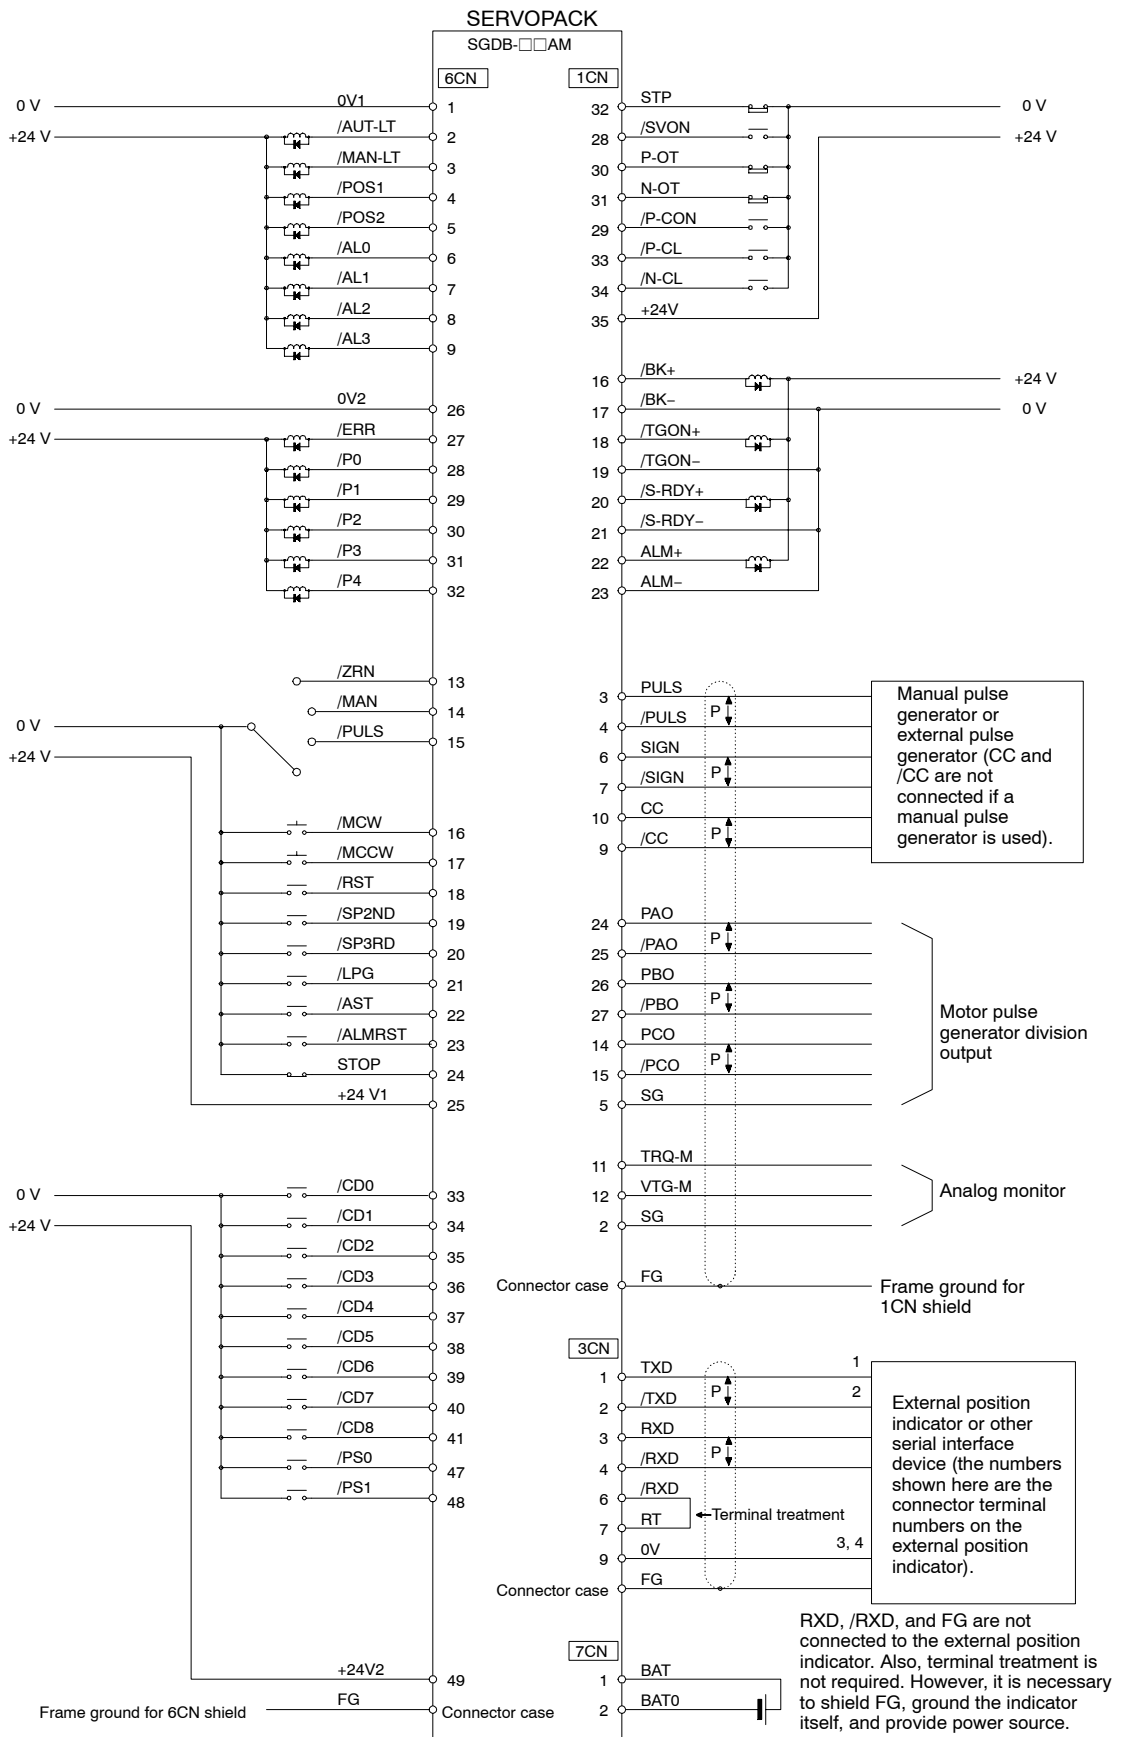 SERVOPACK
SGDB-□□AM
6CN
0 V 0V1 1
+24 V /AUT-LT 2
/MAN-LT 3
/POS1 4
/POS2 5
/AL0 6
/AL1 7
/AL2 8
/AL3 9
0 V 0V2 26
+24 V /ERR 27
/P0 28
/P1 29
/P2 30
/P3 31
/P4 32
/ZRN 13
/MAN 14
0 V /PULS 15
+24 V
/MCW 16
/MCCW 17
/RST 18
/SP2ND 19
/SP3RD 20
/LPG 21
/AST 22
/ALMRST 23
STOP 24
+24 V1 25
0 V /CD0 33
+24 V /CD1 34
/CD2 35
/CD3 36
/CD4 37
/CD5 38
/CD6 39
/CD7 40
/CD8 41
/PS0 47
/PS1 48
+24V2 49
Frame ground for 6CN shield FG Connector case
1CN
32 STP 0 V
28 /SVON +24 V
30 P-OT
31 N-OT
29 /P-CON
33 /P-CL
34 /N-CL
35 +24V
16 /BK+ +24 V
17 /BK− 0 V
18 /TGON+
19 /TGON−
20 /S-RDY+
21 /S-RDY−
22 ALM+
23 ALM−
3 PULS
P
4 /PULS
6 SIGN
P
7 /SIGN
10 CC
P
9 /CC
Manual pulse
generator or
external pulse
generator (CC and
/CC are not
connected if a
manual pulse
generator is used).
24 PAO
P
25 /PAO
26 PBO
P
27 /PBO
14 PCO
P
15 /PCO
5 SG
Motor pulse
generator division
output
11 TRQ-M
12 VTG-M
2 SG
Analog monitor
Connector case FG
Frame ground for
1CN shield
3CN
1 TXD 1
P
2 /TXD 2
3 RXD
P
4 /RXD
6 /RXD
Terminal treatment
7 RT
9 0V 3, 4
Connector case FG
External position
indicator or other
serial interface
device (the numbers
shown here are the
connector terminal
numbers on the
external position
indicator).
7CN
1 BAT
2 BAT0
RXD, /RXD, and FG are not
connected to the external position
indicator. Also, terminal treatment is
not required. However, it is necessary
to shield FG, ground the indicator
itself, and provide power source.